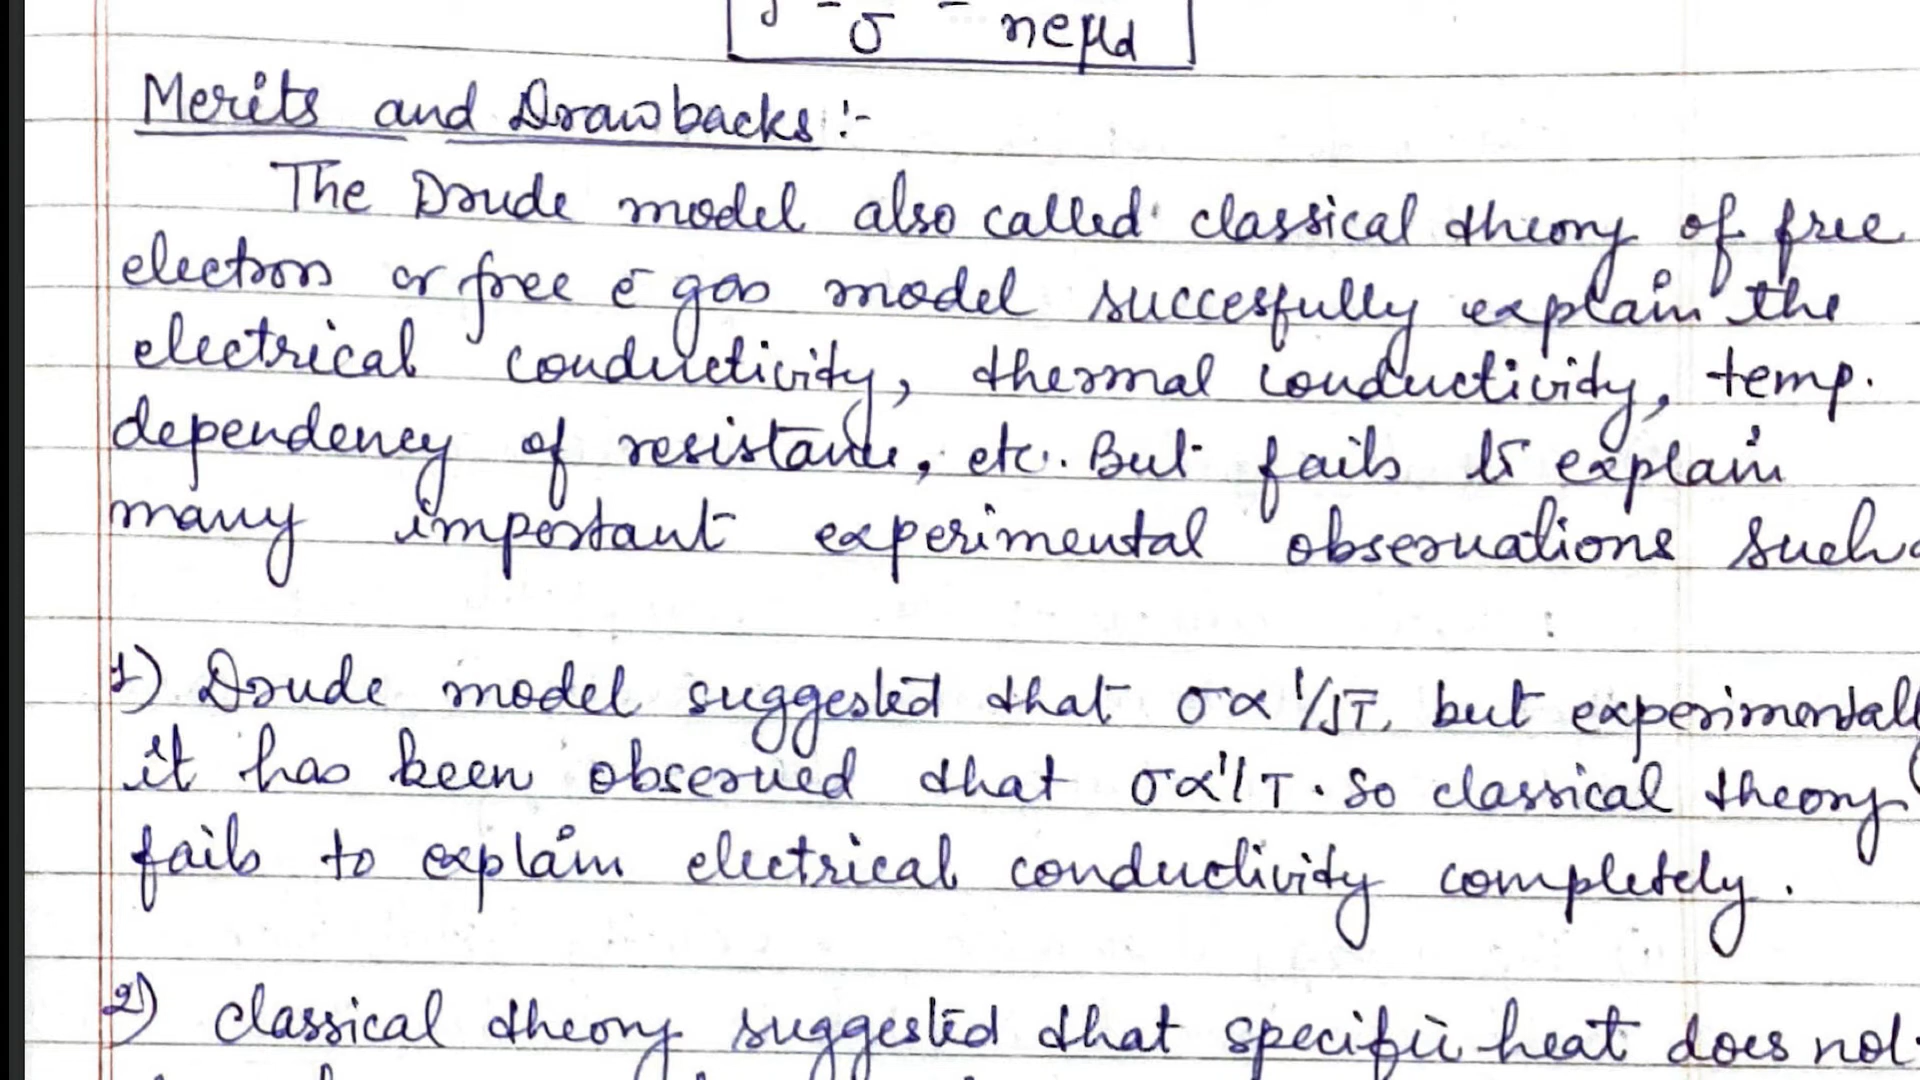 σ neμd
Merits and Drawbacks :-
The Drude model also called classical theory of free
electron or free ē gas model succesfully explain the
electrical conductivity, thermal conductivity, temp.
dependency of resistance, etc. But fails to explain
many important experimental observations such
1) Drude model suggested that σ ∝ 1/√T, but experimentall
it has been observed that σ ∝ 1/T . So classical theory
fails to explain electrical conductivity completely.
2) classical theory suggested that specific heat does not